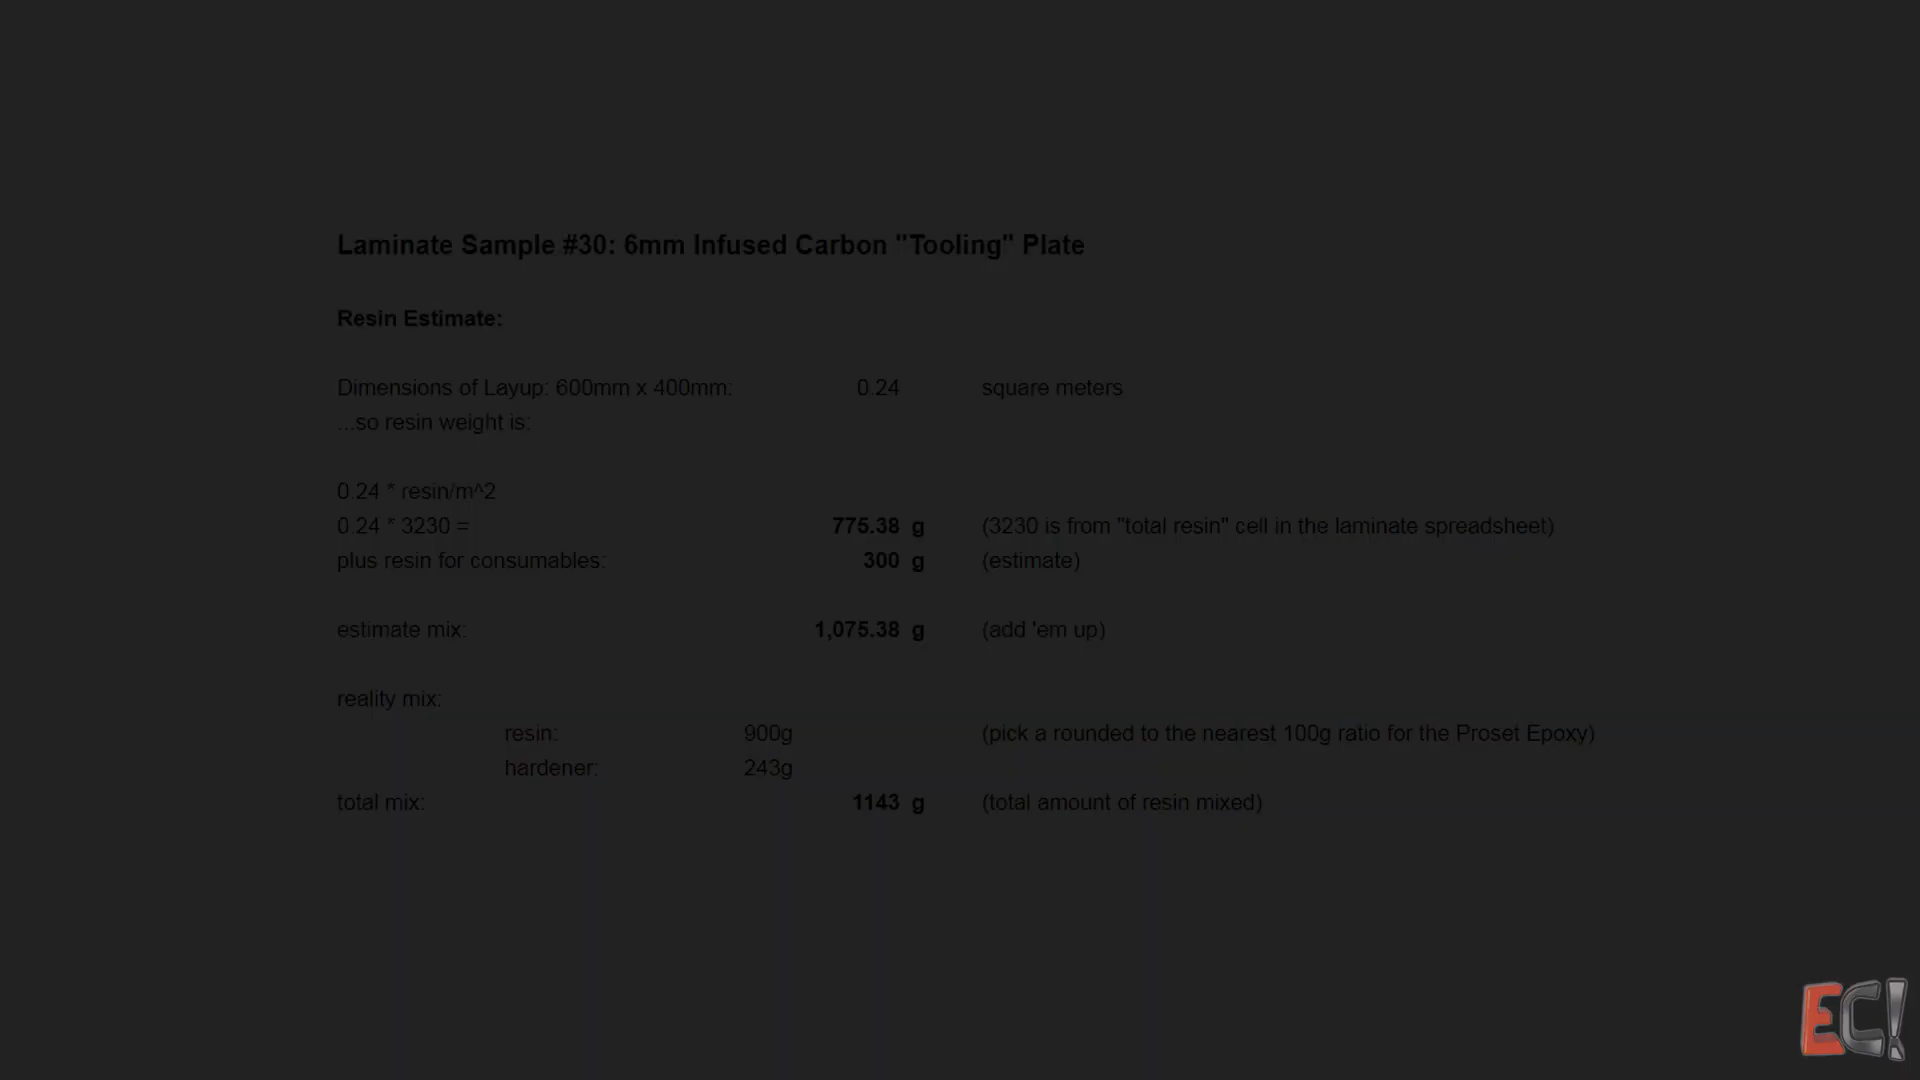 Laminate Sample #30: 6mm Infused Carbon "Tooling" Plate
Resin Estimate:
Dimensions of Layup: 600mm x 400mm: 0.24 square meters
...so resin weight is:
0.24 * resin/m^2
0.24 * 3230 = 775.38 g (3230 is from "total resin" cell in the laminate spreadsheet)
plus resin for consumables: 300 g (estimate)
estimate mix: 1,075.38 g (add 'em up)
reality mix:
resin: 900g (pick a rounded to the nearest 100g ratio for the Proset Epoxy)
hardener: 243g
total mix: 1143 g (total amount of resin mixed)
EC!